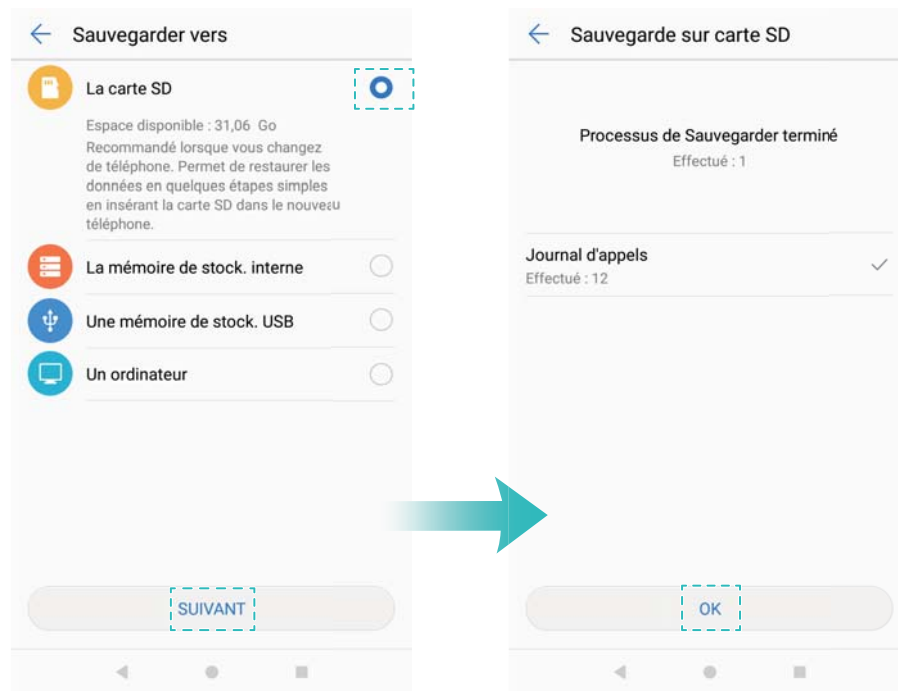 Sauvegarder vers
La carte SD
Espace disponible : 31,06 Go
Recommandé lorsque vous changez
de téléphone. Permet de restaurer les
données en quelques étapes simples
en insérant la carte SD dans le nouveau
téléphone.
La mémoire de stock. interne
Une mémoire de stock. USB
Un ordinateur
SUIVANT
Sauvegarde sur carte SD
Processus de Sauvegarder terminé
Effectué : 1
Journal d'appels
Effectué : 12
OK